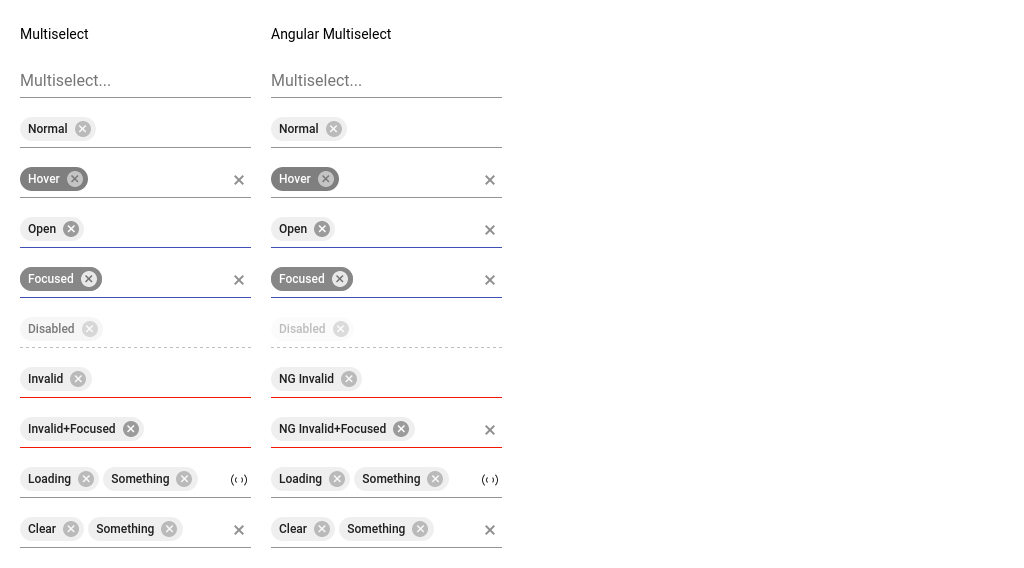 Multiselect Angular Multiselect
Multiselect... Multiselect...
Normal Normal
Hover Hover
Open Open
Focused Focused
Disabled Disabled
Invalid NG Invalid
Invalid+Focused NG Invalid+Focused
Loading Something Loading Something
Clear Something Clear Something